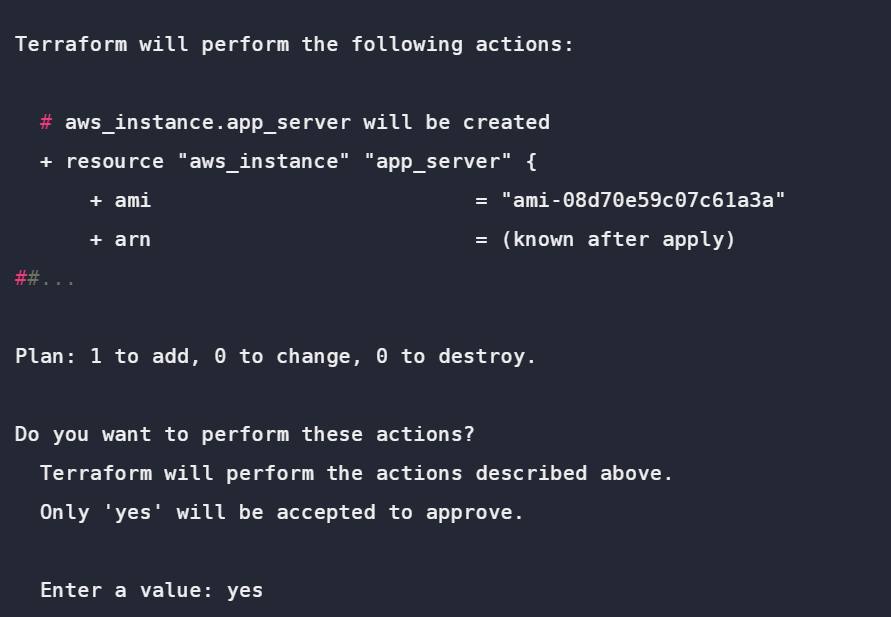 Terraform will perform the following actions:
# aws_instance.app_server will be created
+ resource "aws_instance" "app_server" {
+ ami = "ami-08d70e59c07c61a3a"
+ arn = (known after apply)
##...
Plan: 1 to add, 0 to change, 0 to destroy.
Do you want to perform these actions?
Terraform will perform the actions described above.
Only 'yes' will be accepted to approve.
Enter a value: yes